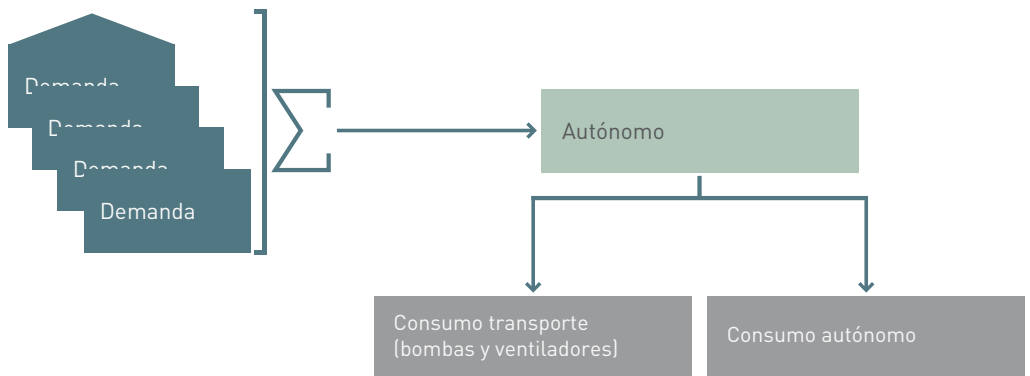 Demanda
Demanda
Demanda
Demanda
Σ
Autónomo
Consumo transporte
(bombas y ventiladores)
Consumo autónomo